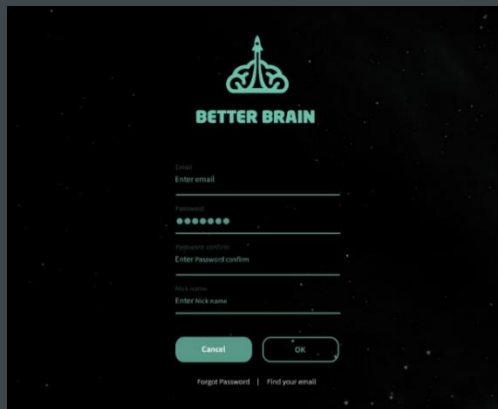 BETTER BRAIN
Email
Enter email
Password
Password confirm
Enter Password confirm
Nick name
Enter Nick name
Cancel OK
Forgot Password | Find your email